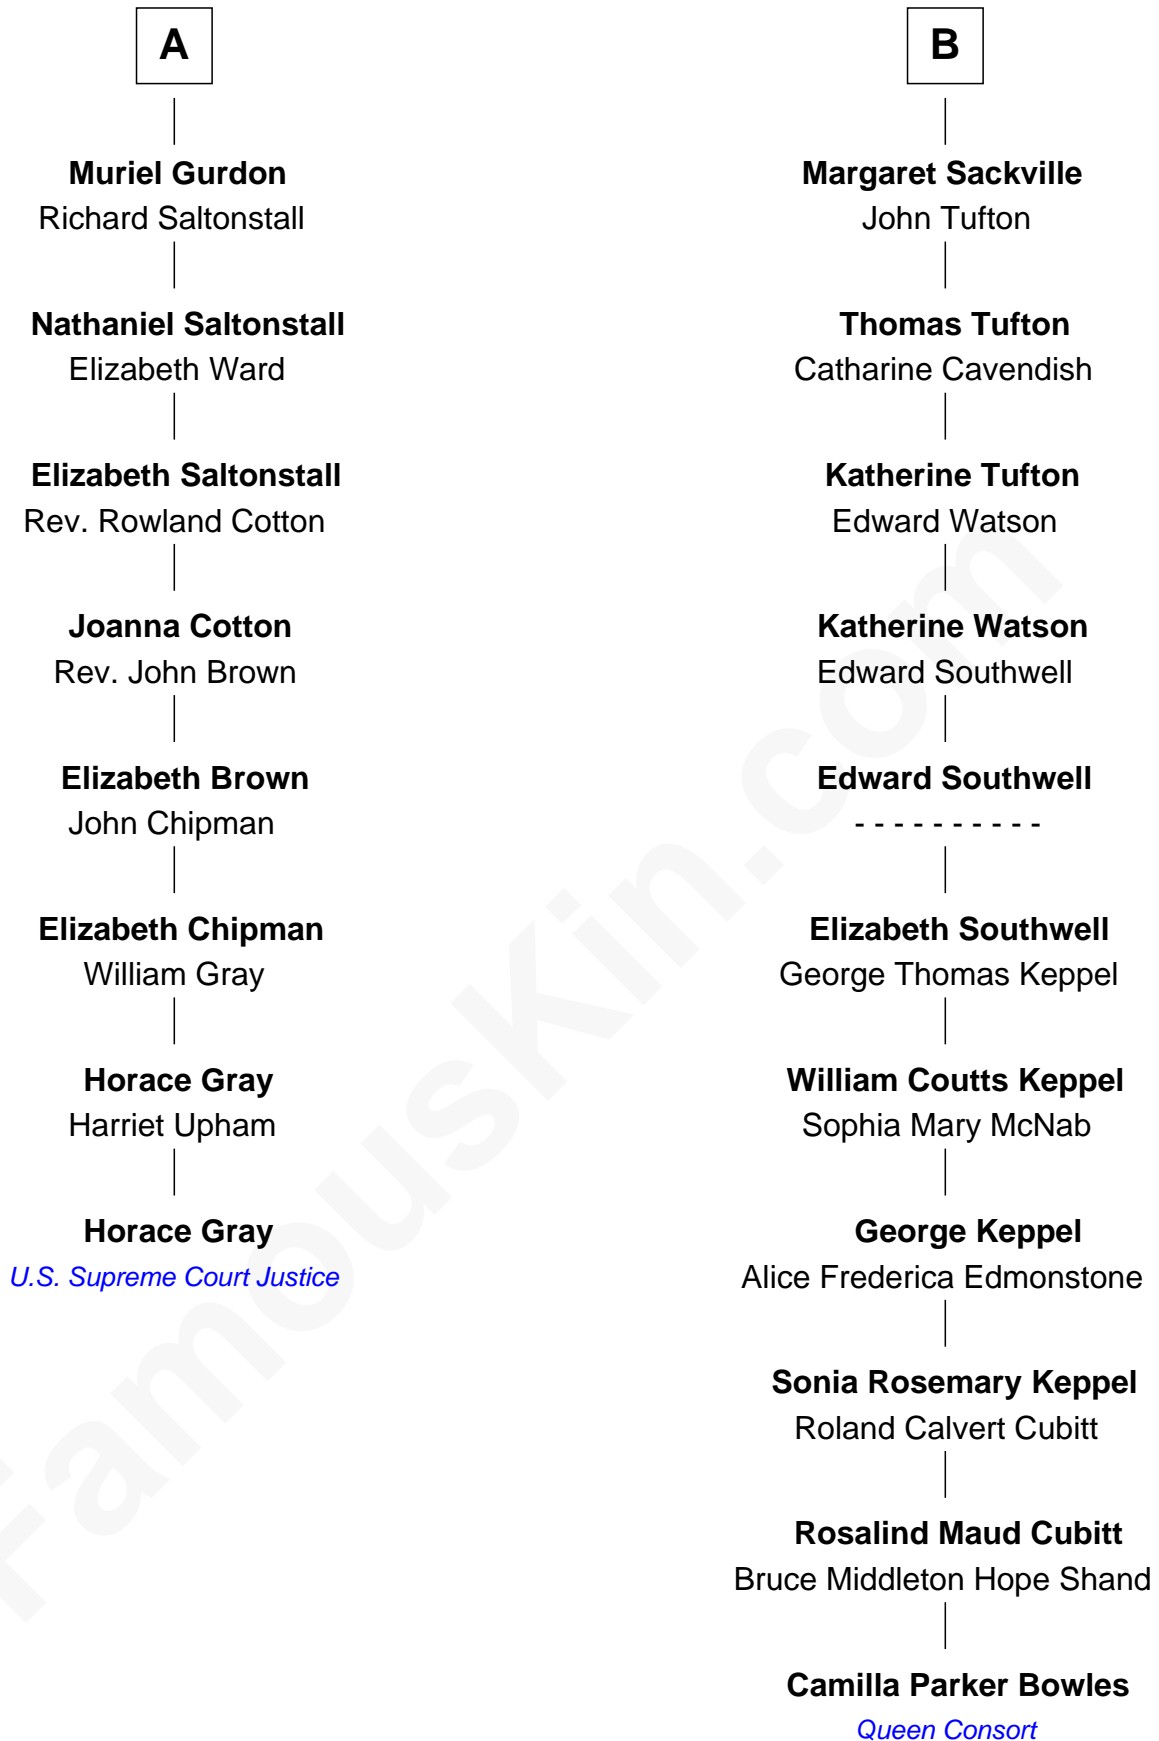 A
Muriel Gurdon
Richard Saltonstall
Nathaniel Saltonstall
Elizabeth Ward
Elizabeth Saltonstall
Rev. Rowland Cotton
Joanna Cotton
Rev. John Brown
Elizabeth Brown
John Chipman
Elizabeth Chipman
William Gray
Horace Gray
Harriet Upham
Horace Gray
U.S. Supreme Court Justice
B
Margaret Sackville
John Tufton
Thomas Tufton
Catharine Cavendish
Katherine Tufton
Edward Watson
Katherine Watson
Edward Southwell
Edward Southwell
- - - - - - - - - -
Elizabeth Southwell
George Thomas Keppel
William Coutts Keppel
Sophia Mary McNab
George Keppel
Alice Frederica Edmonstone
Sonia Rosemary Keppel
Roland Calvert Cubitt
Rosalind Maud Cubitt
Bruce Middleton Hope Shand
Camilla Parker Bowles
Queen Consort
FamousKin.com